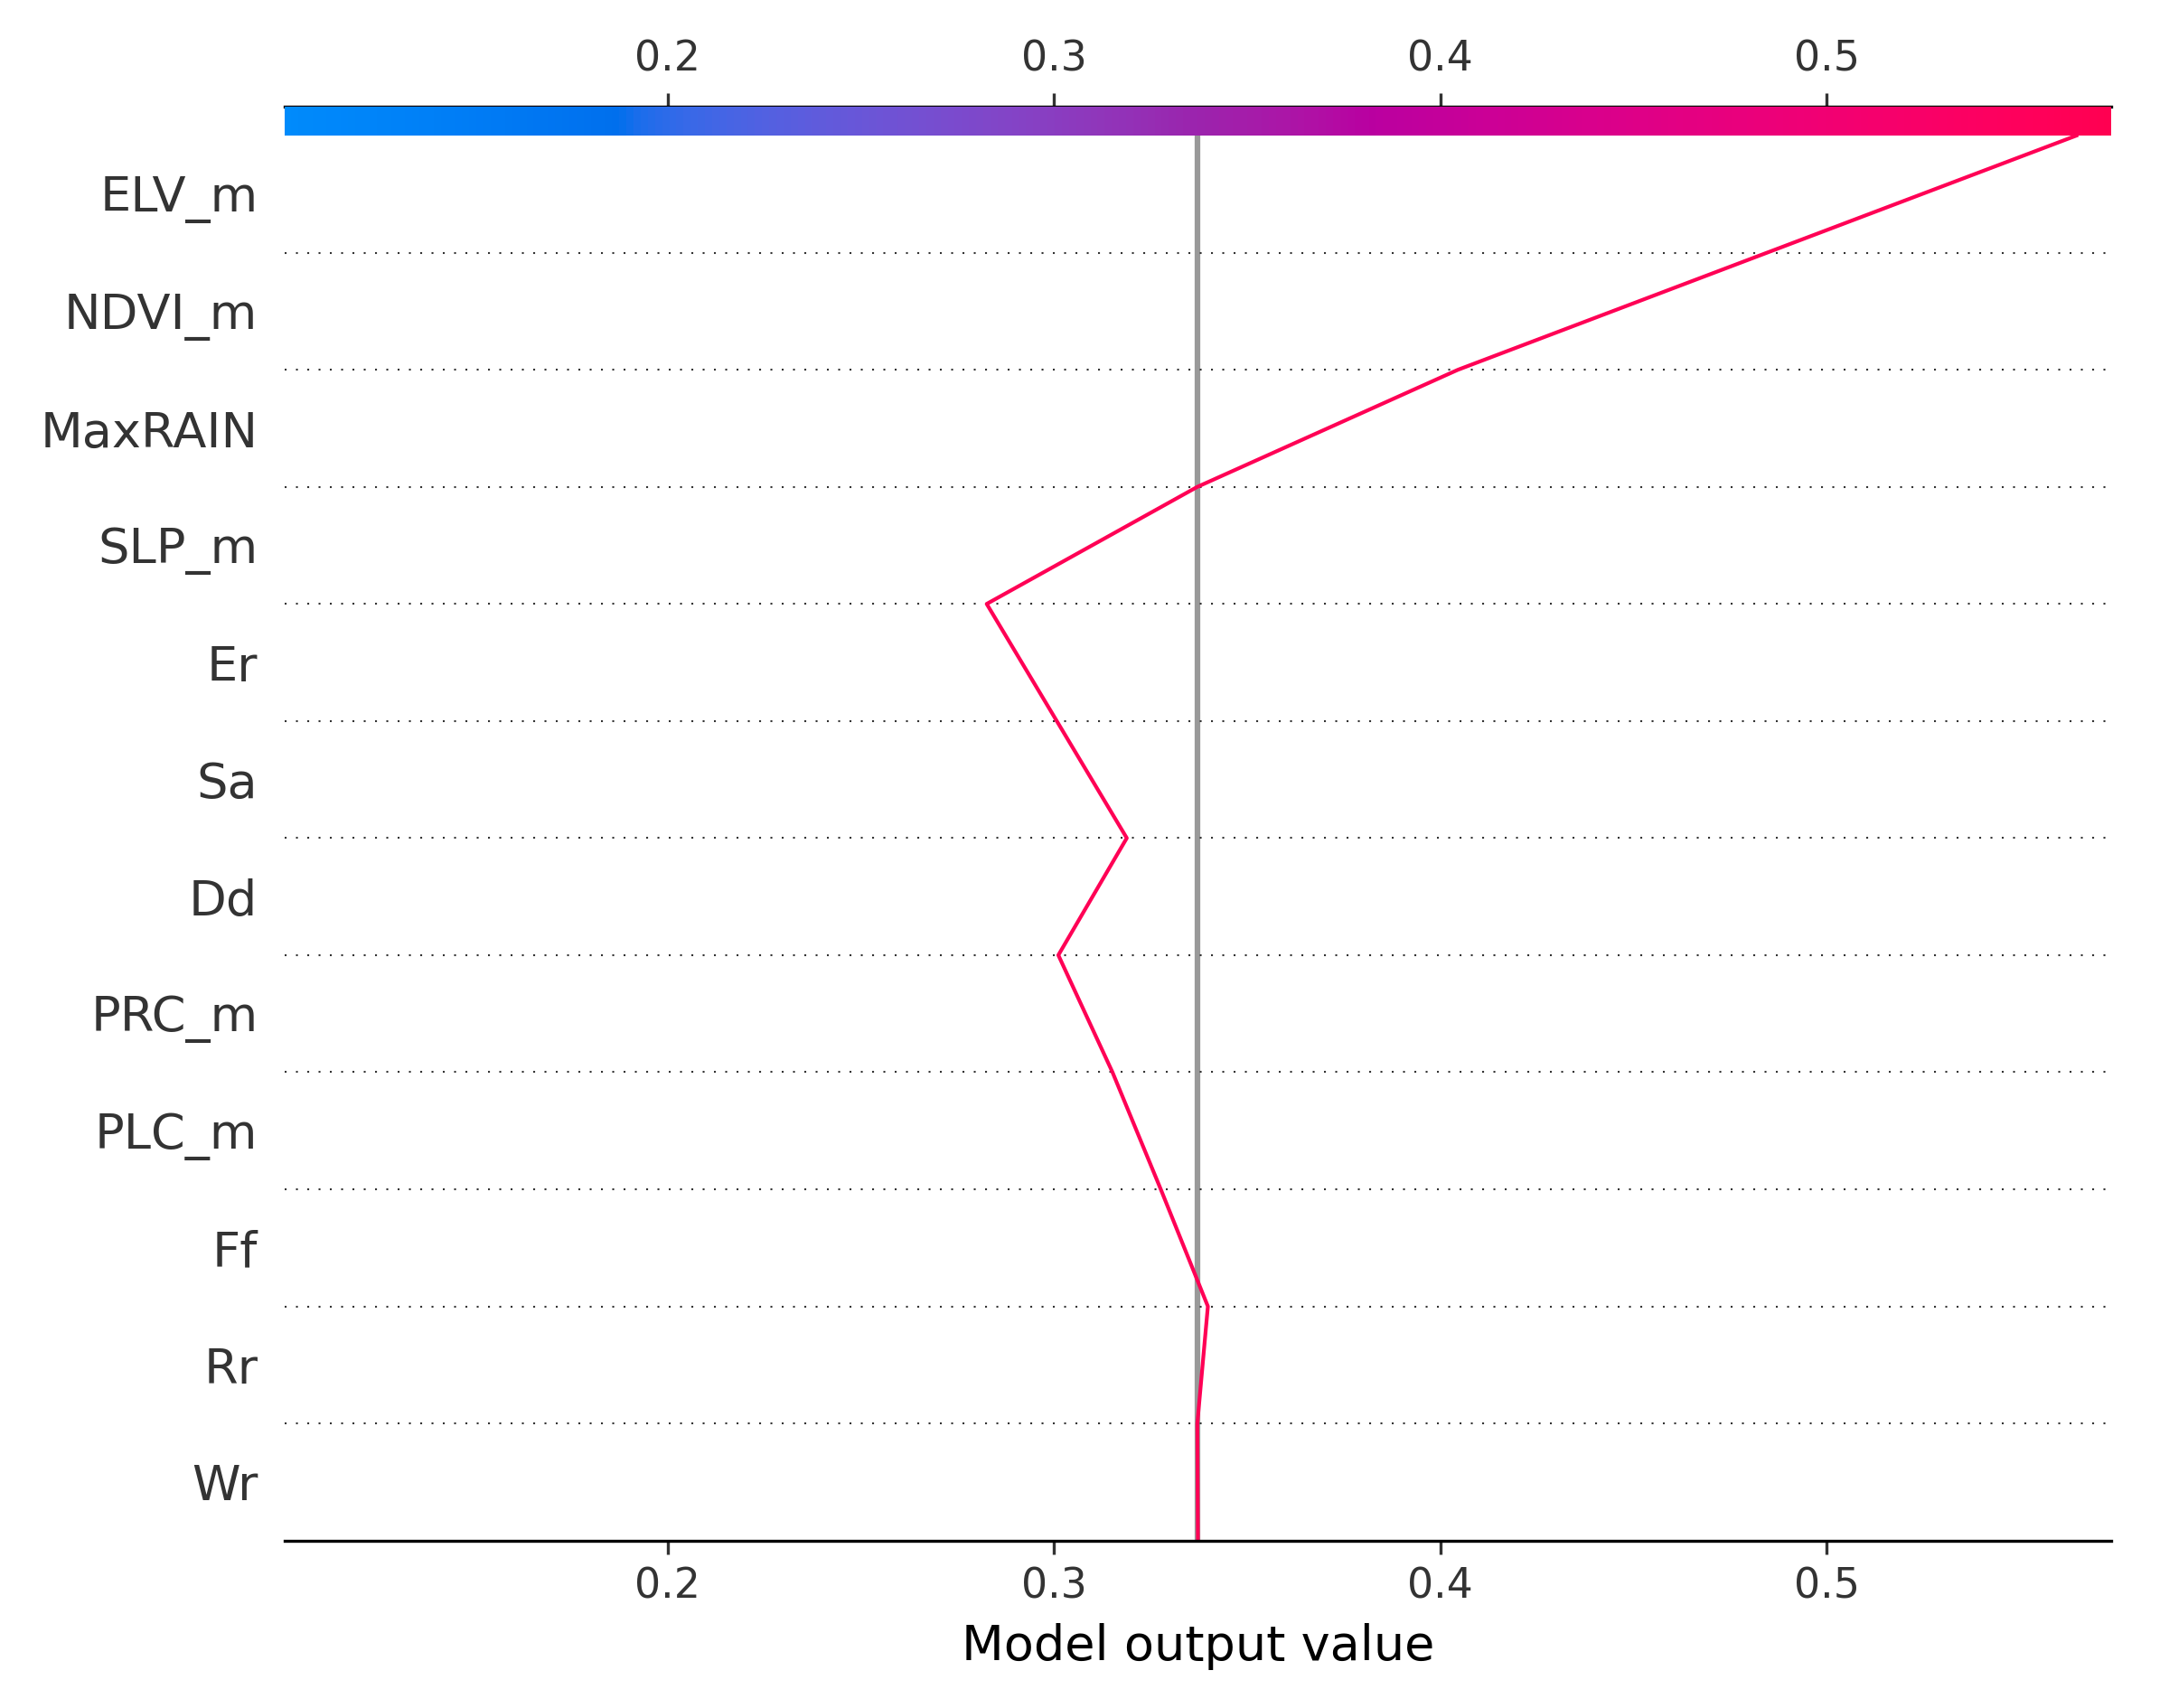 0.2 0.3 0.4 0.5
ELV_m
NDVI_m
MaxRAIN
SLP_m
Er
Sa
Dd
PRC_m
PLC_m
Ff
Rr
Wr
0.2 0.3 0.4 0.5
Model output value